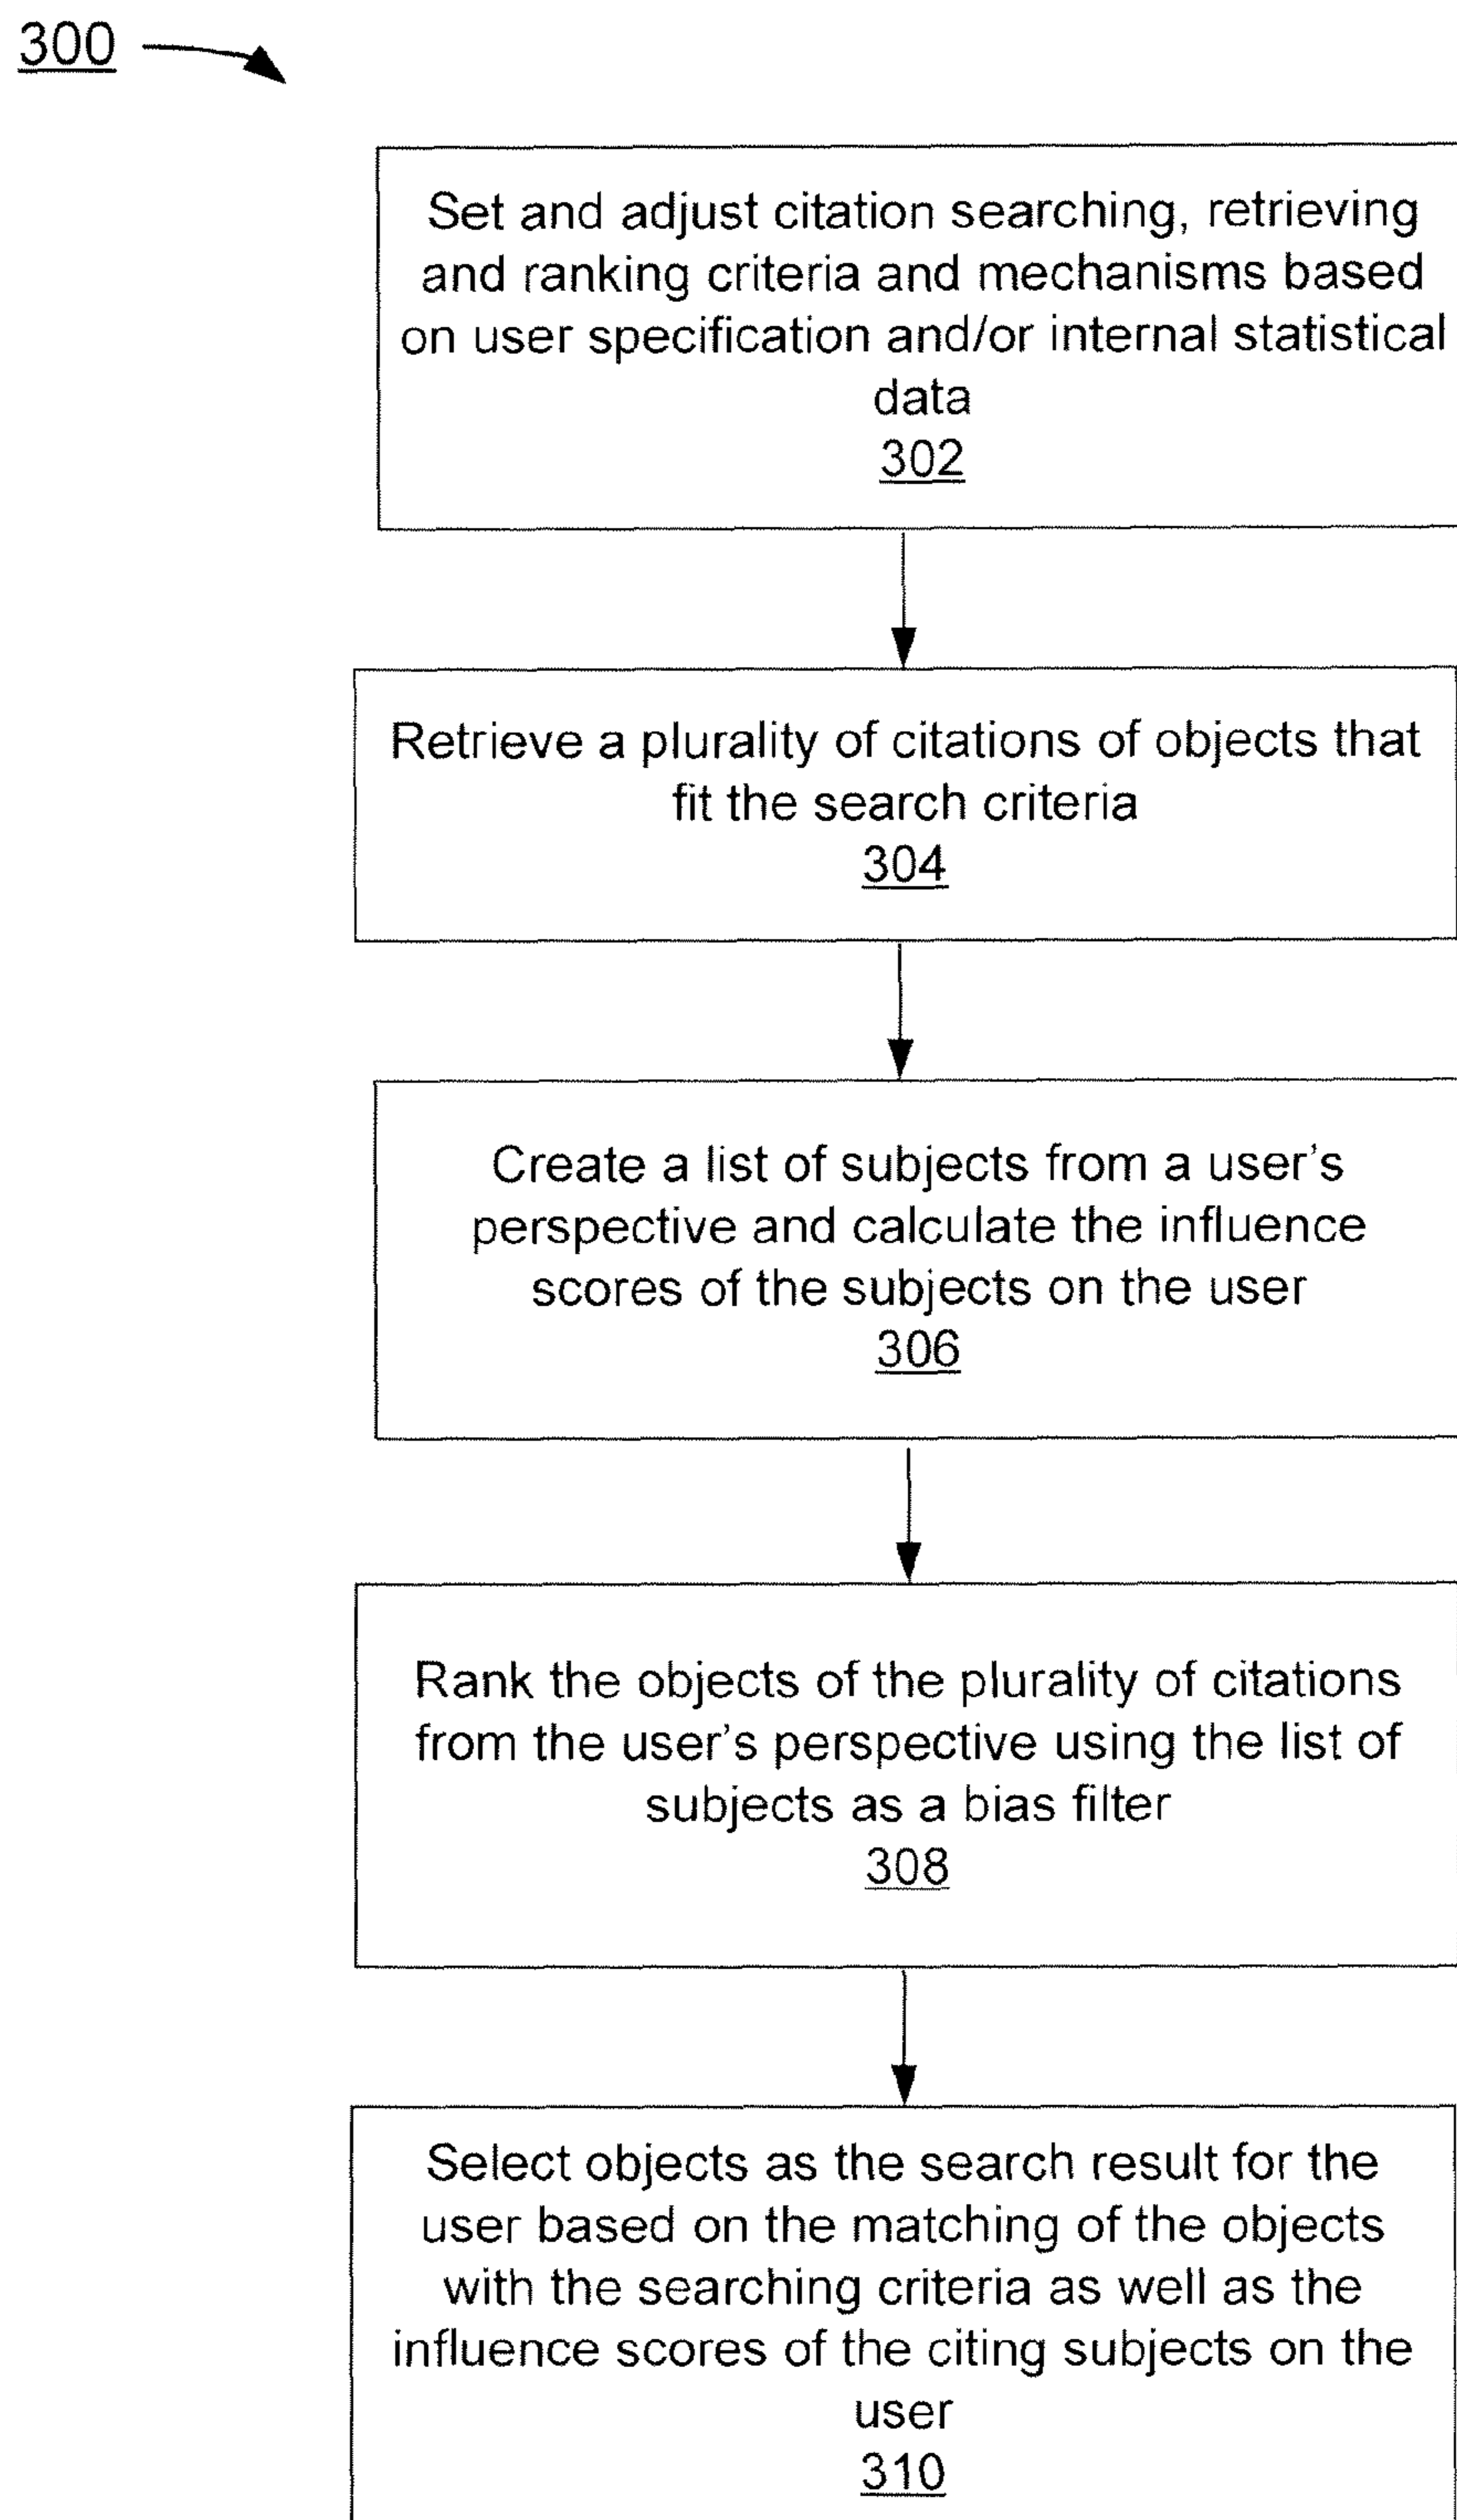 300
Set and adjust citation searching, retrieving
and ranking criteria and mechanisms based
on user specification and/or internal statistical
data
302
Retrieve a plurality of citations of objects that
fit the search criteria
304
Create a list of subjects from a user's
perspective and calculate the influence
scores of the subjects on the user
306
Rank the objects of the plurality of citations
from the user's perspective using the list of
subjects as a bias filter
308
Select objects as the search result for the
user based on the matching of the objects
with the searching criteria as well as the
influence scores of the citing subjects on the
user
310